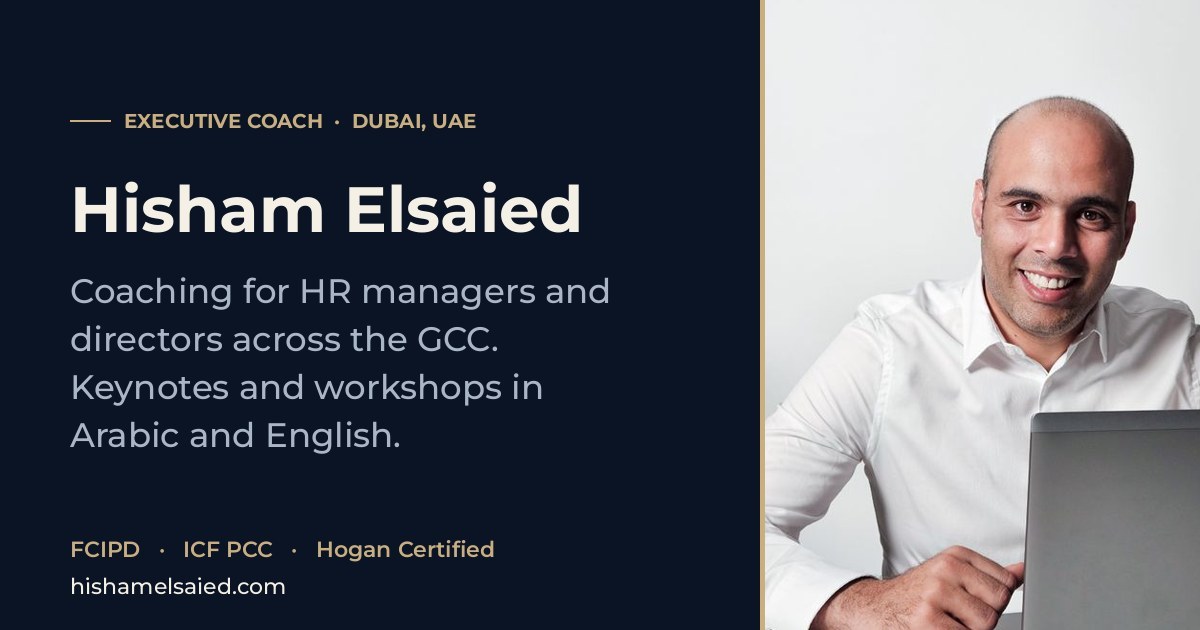 EXECUTIVE COACH · DUBAI, UAE
Hisham Elsaied
Coaching for HR managers and
directors across the GCC.
Keynotes and workshops in
Arabic and English.
FCIPD · ICF PCC · Hogan Certified
hishamelsaied.com